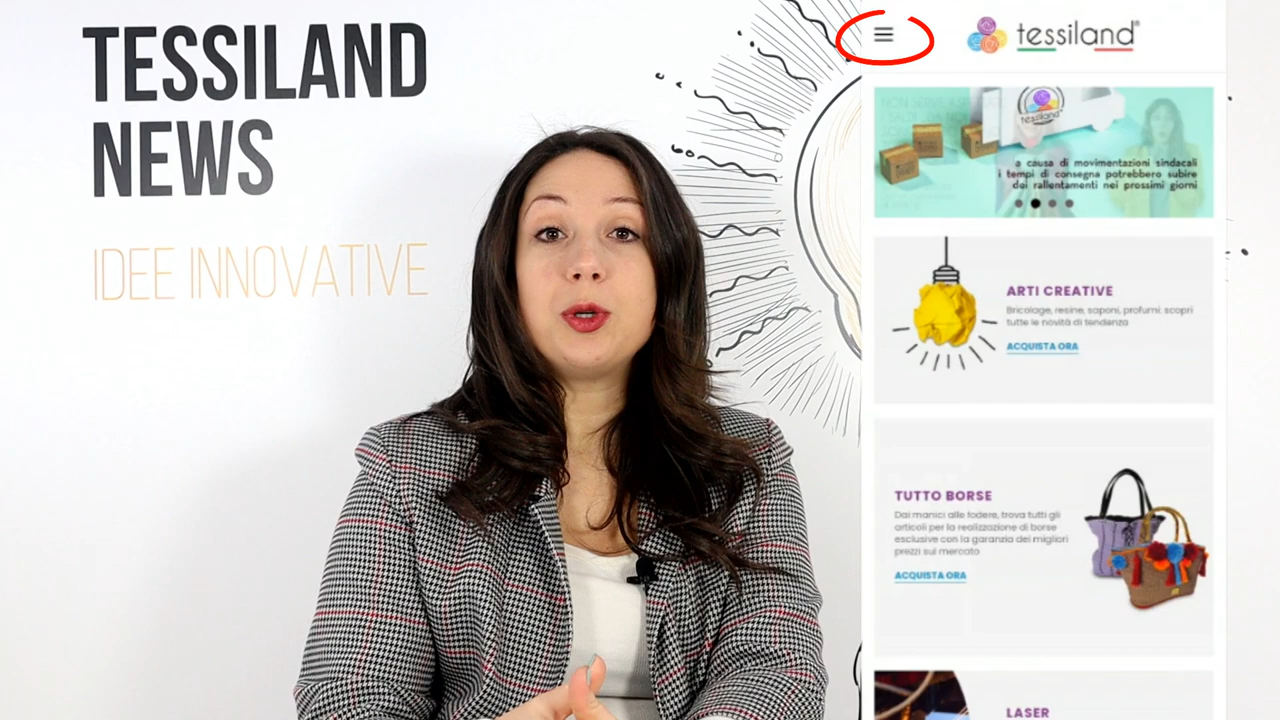 TESSILAND
NEWS
IDEE INNOVATIVE
tessiland®
tessiland
a causa di movimentazioni sindacali
i tempi di consegna potrebbero subire
dei rallentamenti nei prossimi giorni
ARTI CREATIVE
Bricolage, resine, saponi, profumi: scopri
tutte le novità di tendenza
ACQUISTA ORA
TUTTO BORSE
Dai manici alle fodere, trova tutti gli
articoli per la realizzazione di borse
esclusive con la garanzia dei migliori
prezzi sul mercato
ACQUISTA ORA
LASER